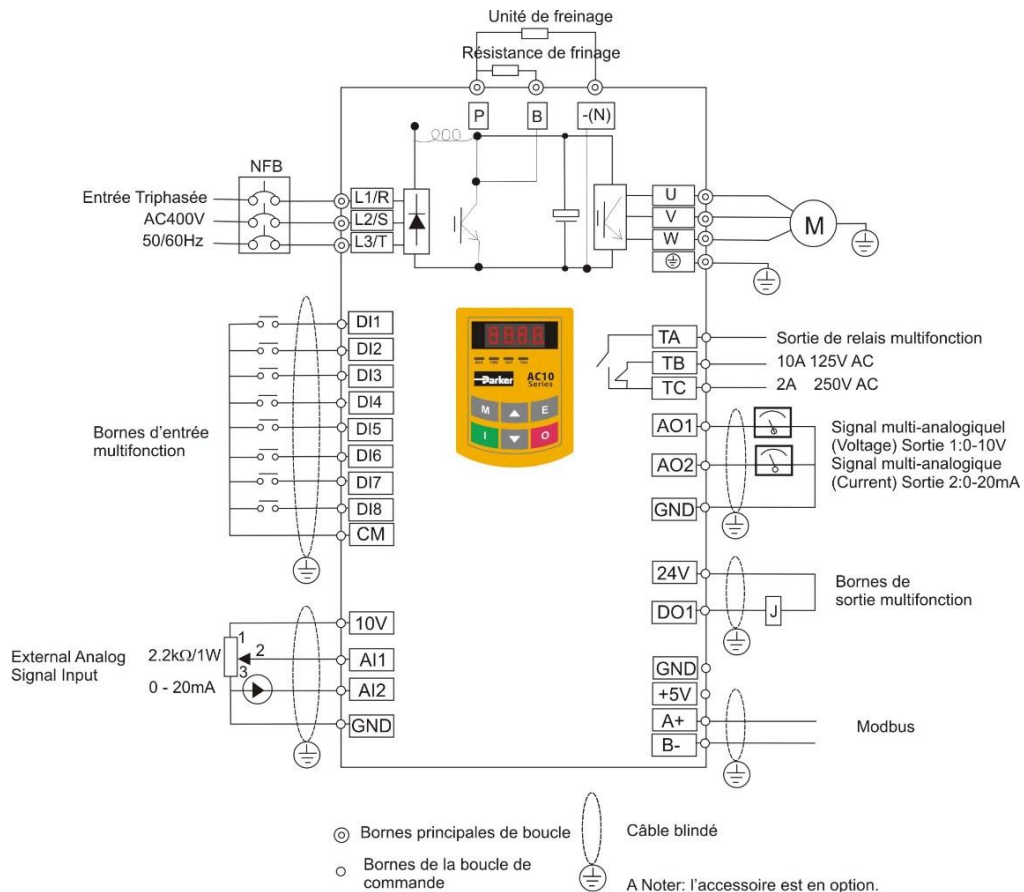 Unité de freinage
Résistance de frinage
P
B
-(N)
NFB
Entrée Triphasée
AC400V
50/60Hz
L1/R
L2/S
L3/T
U
V
W
M
DI1
DI2
DI3
DI4
DI5
DI6
DI7
DI8
CM
Bornes d'entrée
multifonction
8.8.8.8.
Parker
AC10
Series
M
E
I
O
TA
TB
TC
Sortie de relais multifonction
10A 125V AC
2A 250V AC
AO1
AO2
GND
Signal multi-analogiquel
(Voltage) Sortie 1:0-10V
Signal multi-analogique
(Current) Sortie 2:0-20mA
24V
DO1
J
Bornes de
sortie multifonction
External Analog
Signal Input
2.2kΩ/1W
0 - 20mA
1
2
3
10V
AI1
AI2
GND
GND
+5V
A+
B-
Modbus
Bornes principales de boucle
Bornes de la boucle de
commande
Câble blindé
A Noter: l'accessoire est en option.